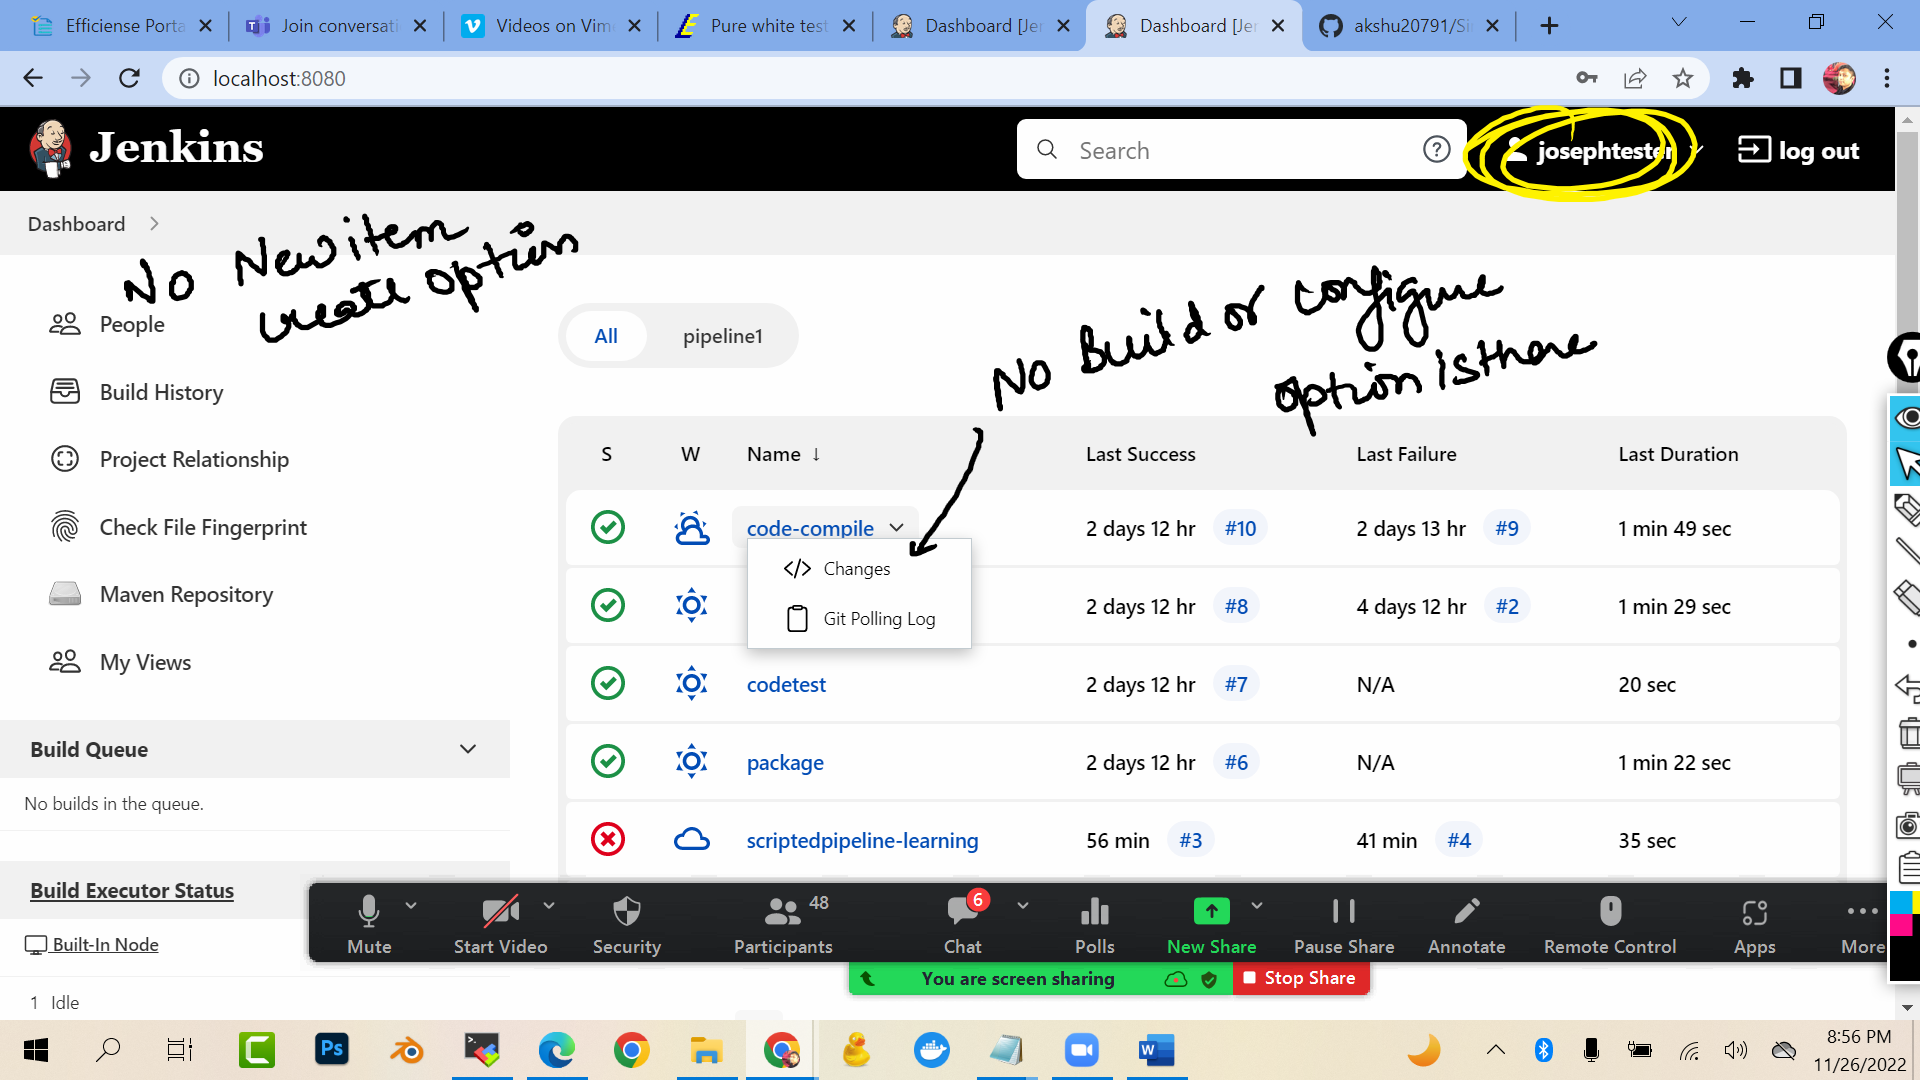 Efficiense Porta
Join conversati
Videos on Vim
Pure white test
Dashboard [Jen
Dashboard [Jen
akshu20791/Si
localhost:8080
Jenkins
Search
josephtester
log out
Dashboard
No New item
create option
People
Build History
Project Relationship
Check File Fingerprint
Maven Repository
My Views
Build Queue
No builds in the queue.
Build Executor Status
Built-In Node
1 Idle
All pipeline1
No Build or configure
option is there
S W Name ↓ Last Success Last Failure Last Duration
code-compile 2 days 12 hr #10 2 days 13 hr #9 1 min 49 sec
Changes
Git Polling Log
2 days 12 hr #8 4 days 12 hr #2 1 min 29 sec
codetest 2 days 12 hr #7 N/A 20 sec
package 2 days 12 hr #6 N/A 1 min 22 sec
scriptedpipeline-learning 56 min #3 41 min #4 35 sec
48
6
Mute Start Video Security Participants Chat Polls New Share Pause Share Annotate Remote Control Apps More
You are screen sharing Stop Share
Ps
W
8:56 PM
11/26/2022